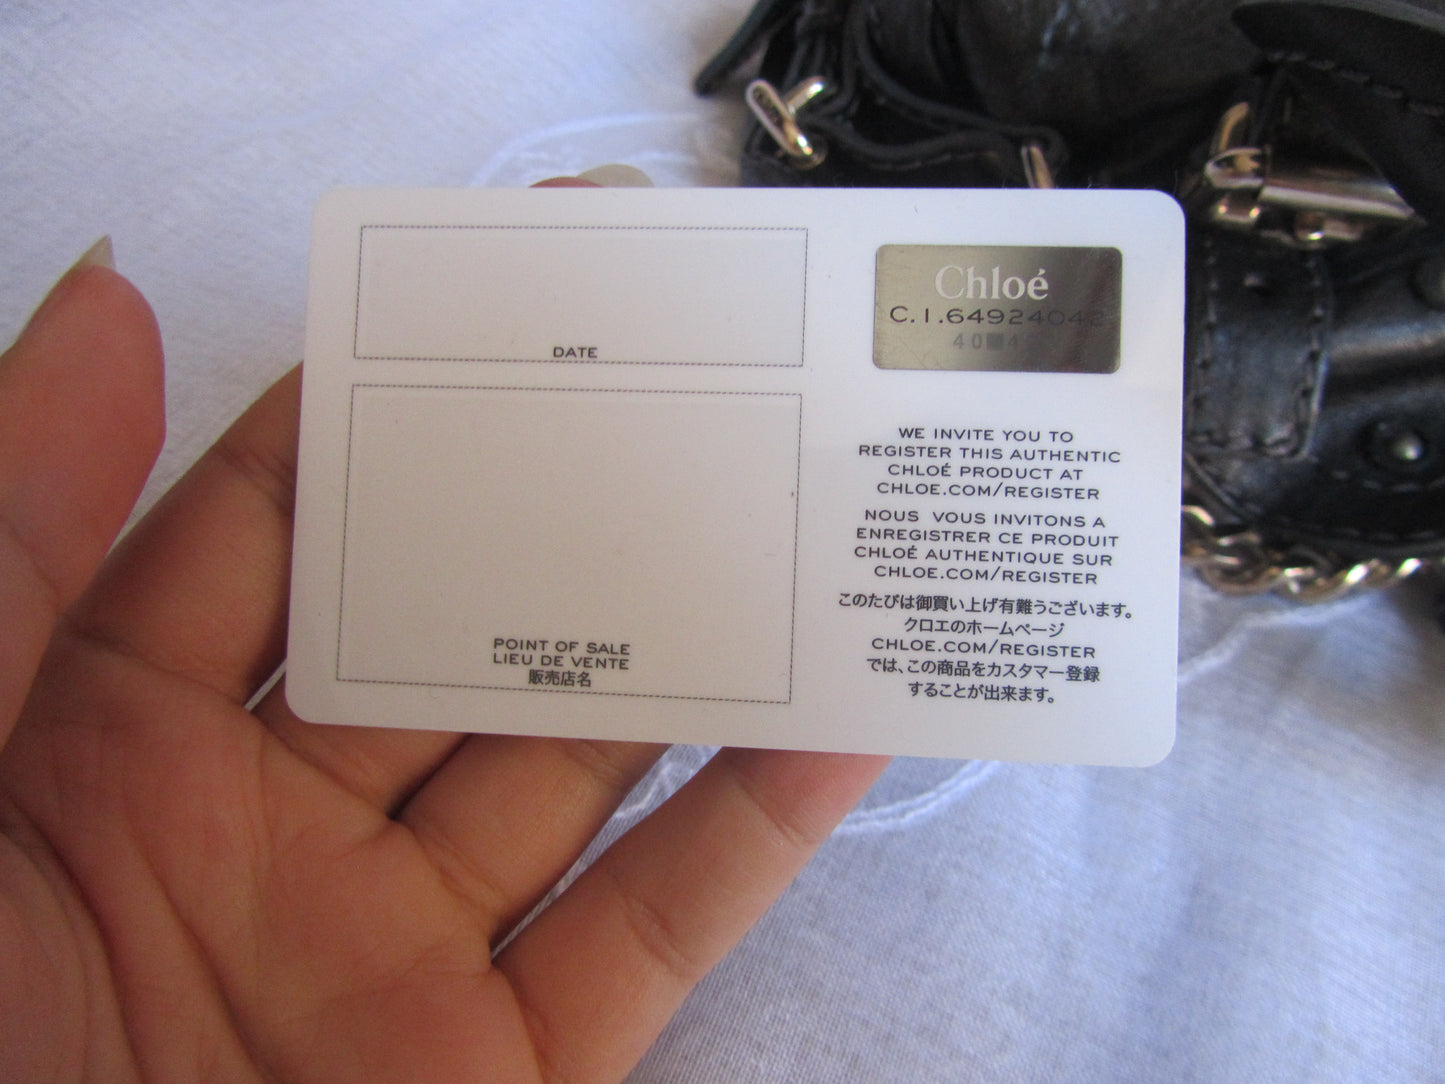 DATE
POINT OF SALE
LIEU DE VENTE
販売店名
Chloé
C.1.64924042
WE INVITE YOU TO
REGISTER THIS AUTHENTIC
CHLOÉ PRODUCT AT
CHLOE.COM/REGISTER
NOUS VOUS INVITONS A
ENREGISTRER CE PRODUIT
CHLOÉ AUTHENTIQUE SUR
CHLOE.COM/REGISTER
このたびは御買い上げ有難うございます。
クロエのホームページ
CHLOE.COM/REGISTER
では、この商品をカスタマー登録
することが出来ます。